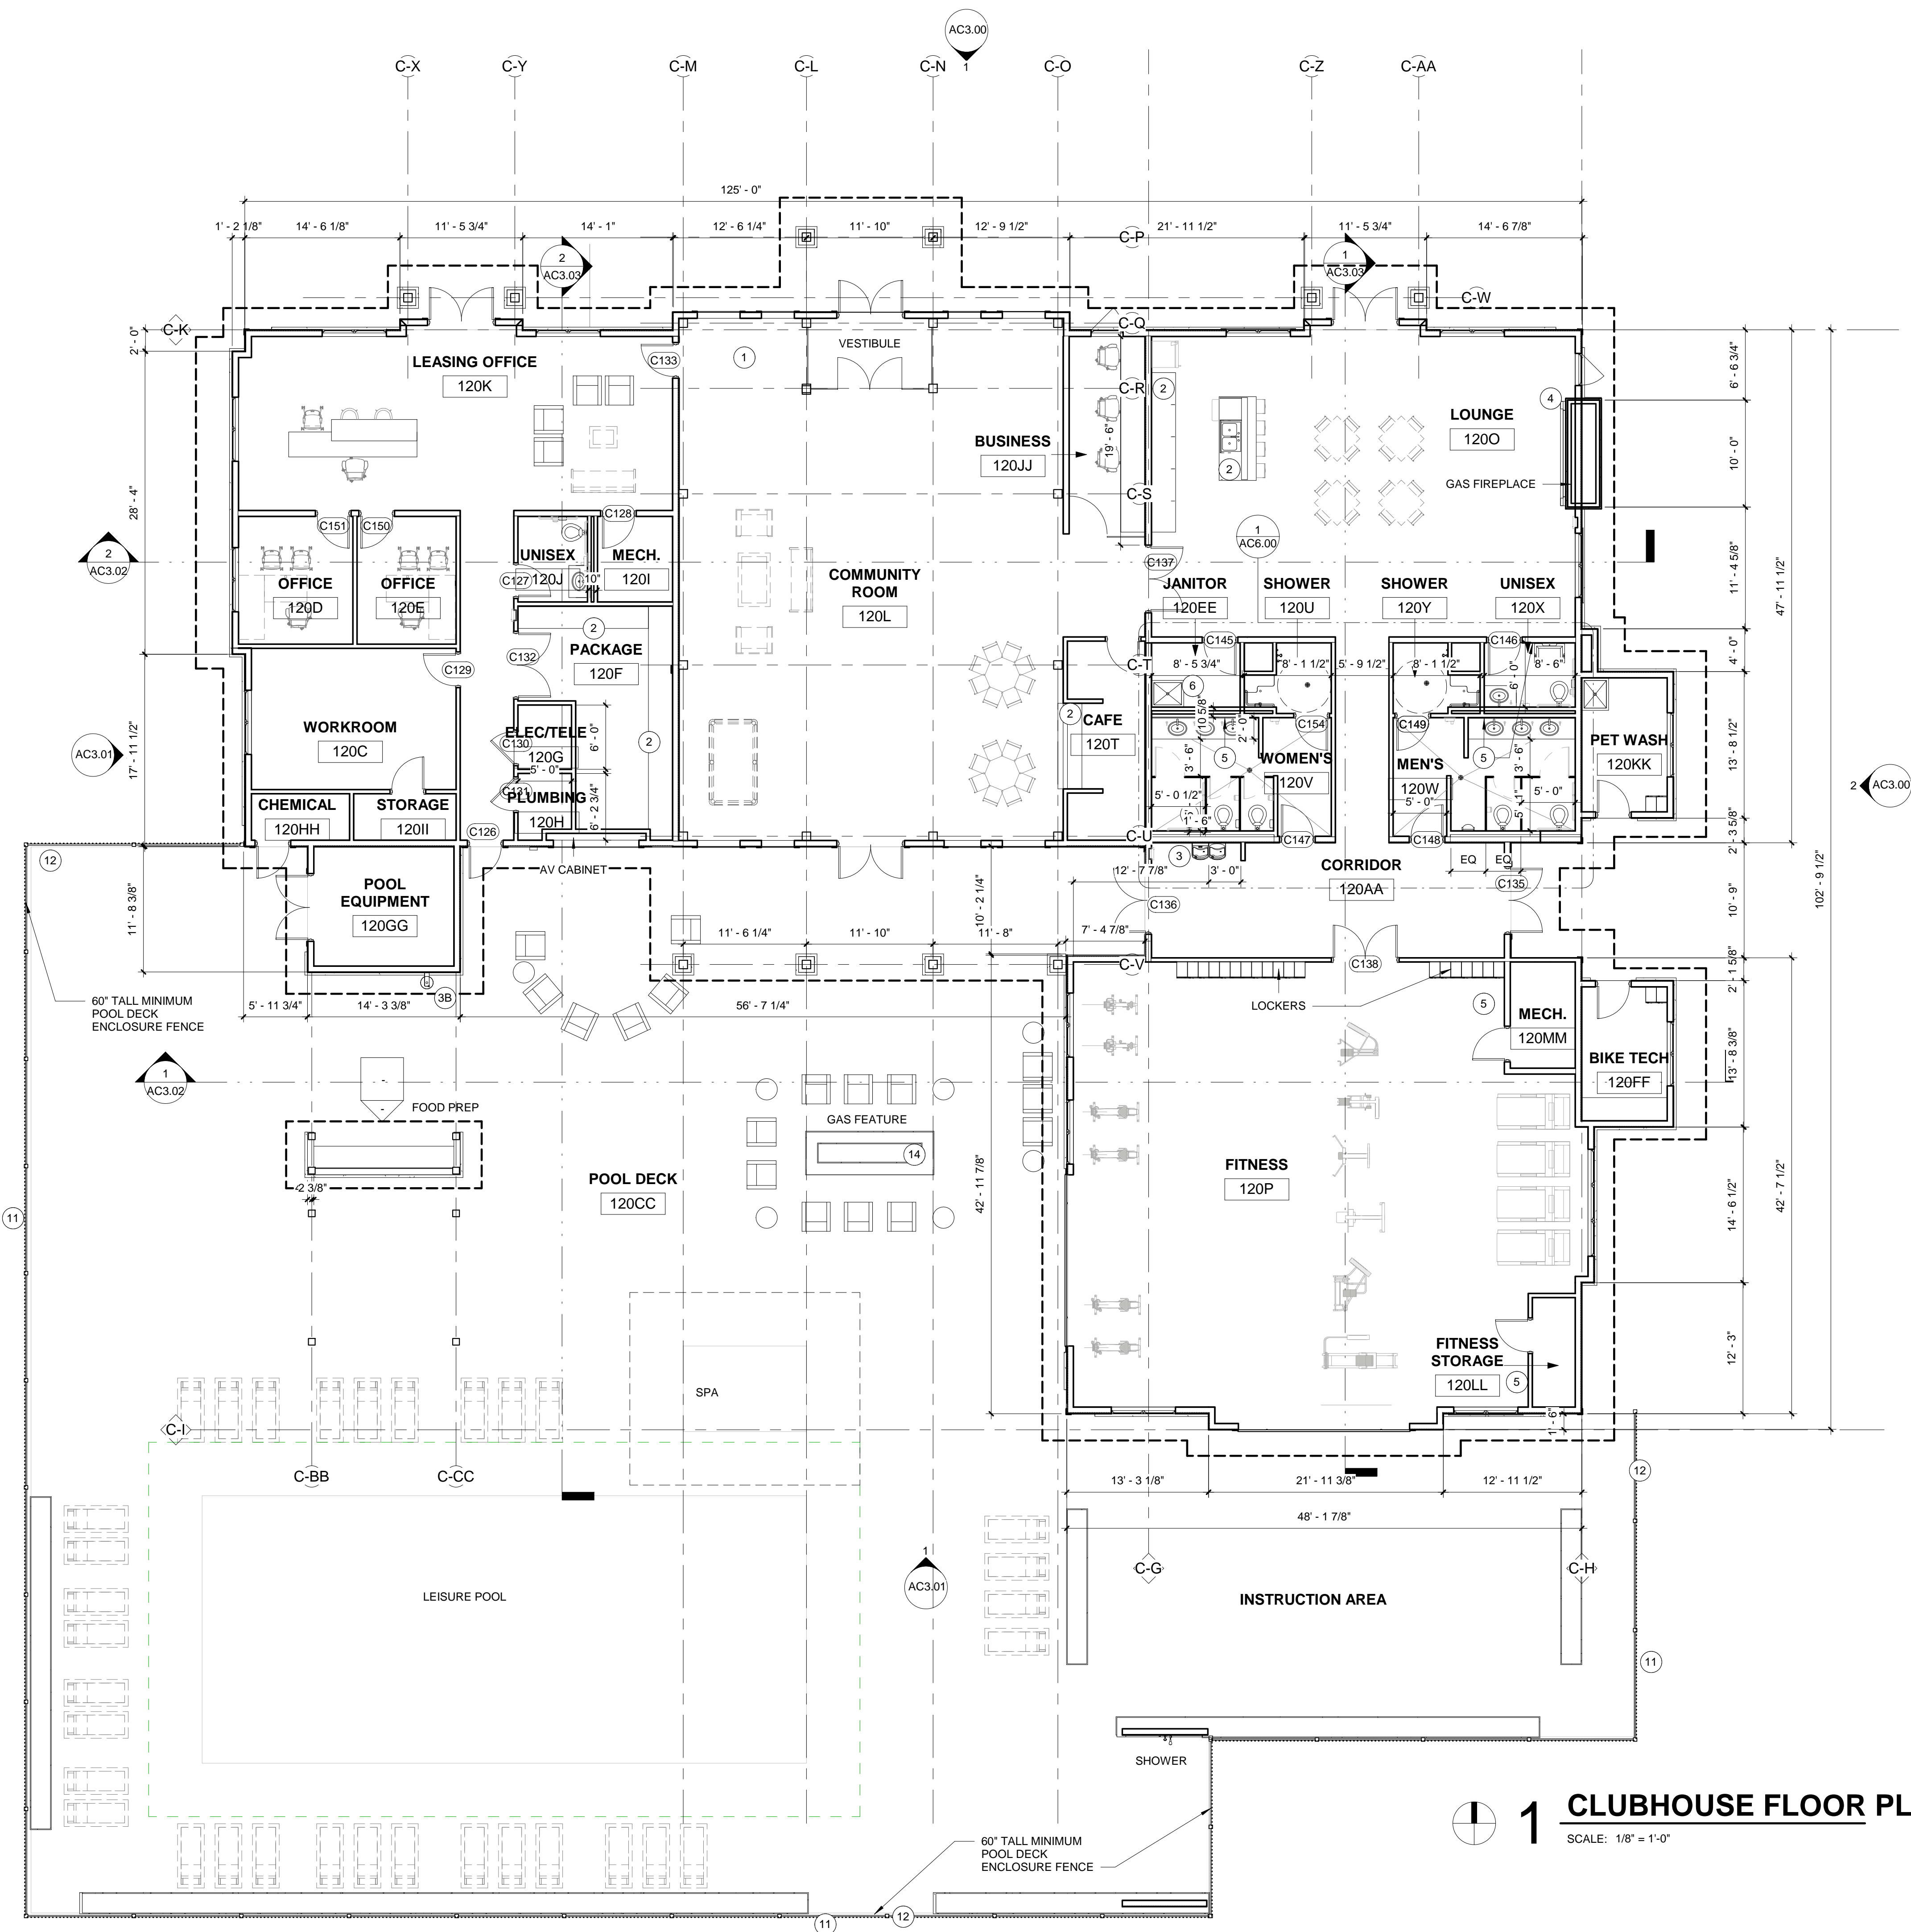 AC3.00
1
C-X
C-Y
C-M
C-L
C-N
C-O
C-Z
C-AA
125' - 0"
1' - 2 1/8"
14' - 6 1/8"
11' - 5 3/4"
14' - 1"
12' - 6 1/4"
11' - 10"
12' - 9 1/2"
C-P
21' - 11 1/2"
11' - 5 3/4"
14' - 6 7/8"
2
AC3.03
1
AC3.03
C-W
C-K
C-Q
2' - 0"
LEASING OFFICE
120K
C133
1
VESTIBULE
C-R
2
4
6' - 6 3/4"
LOUNGE
120O
BUSINESS
120JJ
19' - 6"
2
10' - 0"
GAS FIREPLACE
C-S
28' - 4"
C151
C150
C128
1
AC6.00
2
AC3.02
UNISEX
120J
C127
10"
MECH.
120I
OFFICE
120D
OFFICE
120E
COMMUNITY
ROOM
120L
C137
JANITOR
120EE
SHOWER
120U
SHOWER
120Y
UNISEX
120X
11' - 4 5/8"
47' - 11 1/2"
2
C132
PACKAGE
120F
C129
C145
C146
C-T
8' - 5 3/4"
8' - 1 1/2"
5' - 9 1/2"
8' - 1 1/2"
8' - 6"
6' - 0"
4' - 0"
6
10 5/8"
2' - 0"
C154
C149
WORKROOM
120C
ELEC/TELE
120G
C130
5' - 0"
6' - 0"
2
2
CAFE
120T
5
WOMEN'S
120V
MEN'S
120W
5
3' - 6"
3' - 6"
PET WASH
120KK
13' - 8 1/2"
AC3.01
17' - 11 1/2"
C131
PLUMBING
120H
6' - 2 3/4"
5' - 0 1/2"
1' - 6"
5' - 0"
5' - 1"
5' - 0"
2
AC3.00
CHEMICAL
120HH
STORAGE
120II
C126
C-U
C147
C148
2' - 3 5/8"
12
AV CABINET
3
CORRIDOR
120AA
EQ
EQ
C135
12' - 7 7/8"
3' - 0"
C136
POOL
EQUIPMENT
120GG
11' - 8 3/8"
10' - 2 1/4"
7' - 4 7/8"
10' - 9"
102' - 9 1/2"
11' - 6 1/4"
11' - 10"
11' - 8"
C-V
C138
2' - 1 5/8"
3B
60" TALL MINIMUM
POOL DECK
ENCLOSURE FENCE
5' - 11 3/4"
14' - 3 3/8"
56' - 7 1/4"
LOCKERS
5
MECH.
120MM
BIKE TECH
120FF
13' - 8 3/8"
1
AC3.02
-
-
FOOD PREP
GAS FEATURE
14
2 3/8"
POOL DECK
120CC
42' - 11 7/8"
FITNESS
120P
14' - 6 1/2"
42' - 7 1/2"
11
FITNESS
STORAGE
120LL
5
12' - 3"
SPA
C-I
1' - 6"
C-BB
C-CC
13' - 3 1/8"
21' - 11 3/8"
12' - 11 1/2"
12
48' - 1 7/8"
1
AC3.01
C-G
C-H
LEISURE POOL
INSTRUCTION AREA
11
SHOWER
60" TALL MINIMUM
POOL DECK
ENCLOSURE FENCE
11
12
1
CLUBHOUSE FLOOR PL
SCALE: 1/8" = 1'-0"